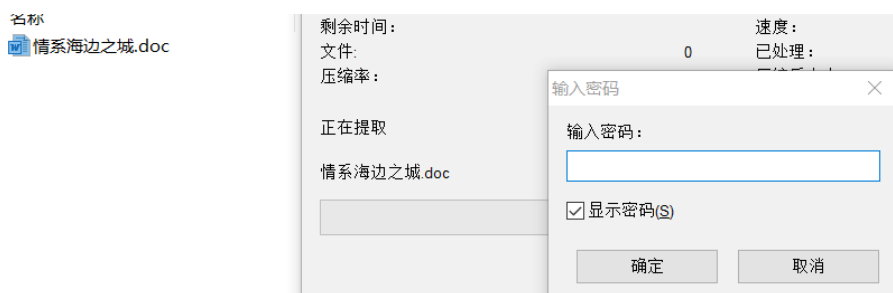 名称
情系海边之城.doc
剩余时间：
速度：
文件:
0
已处理：
压缩率：
正在提取
情系海边之城.doc
输入密码
输入密码：
显示密码(S)
确定
取消